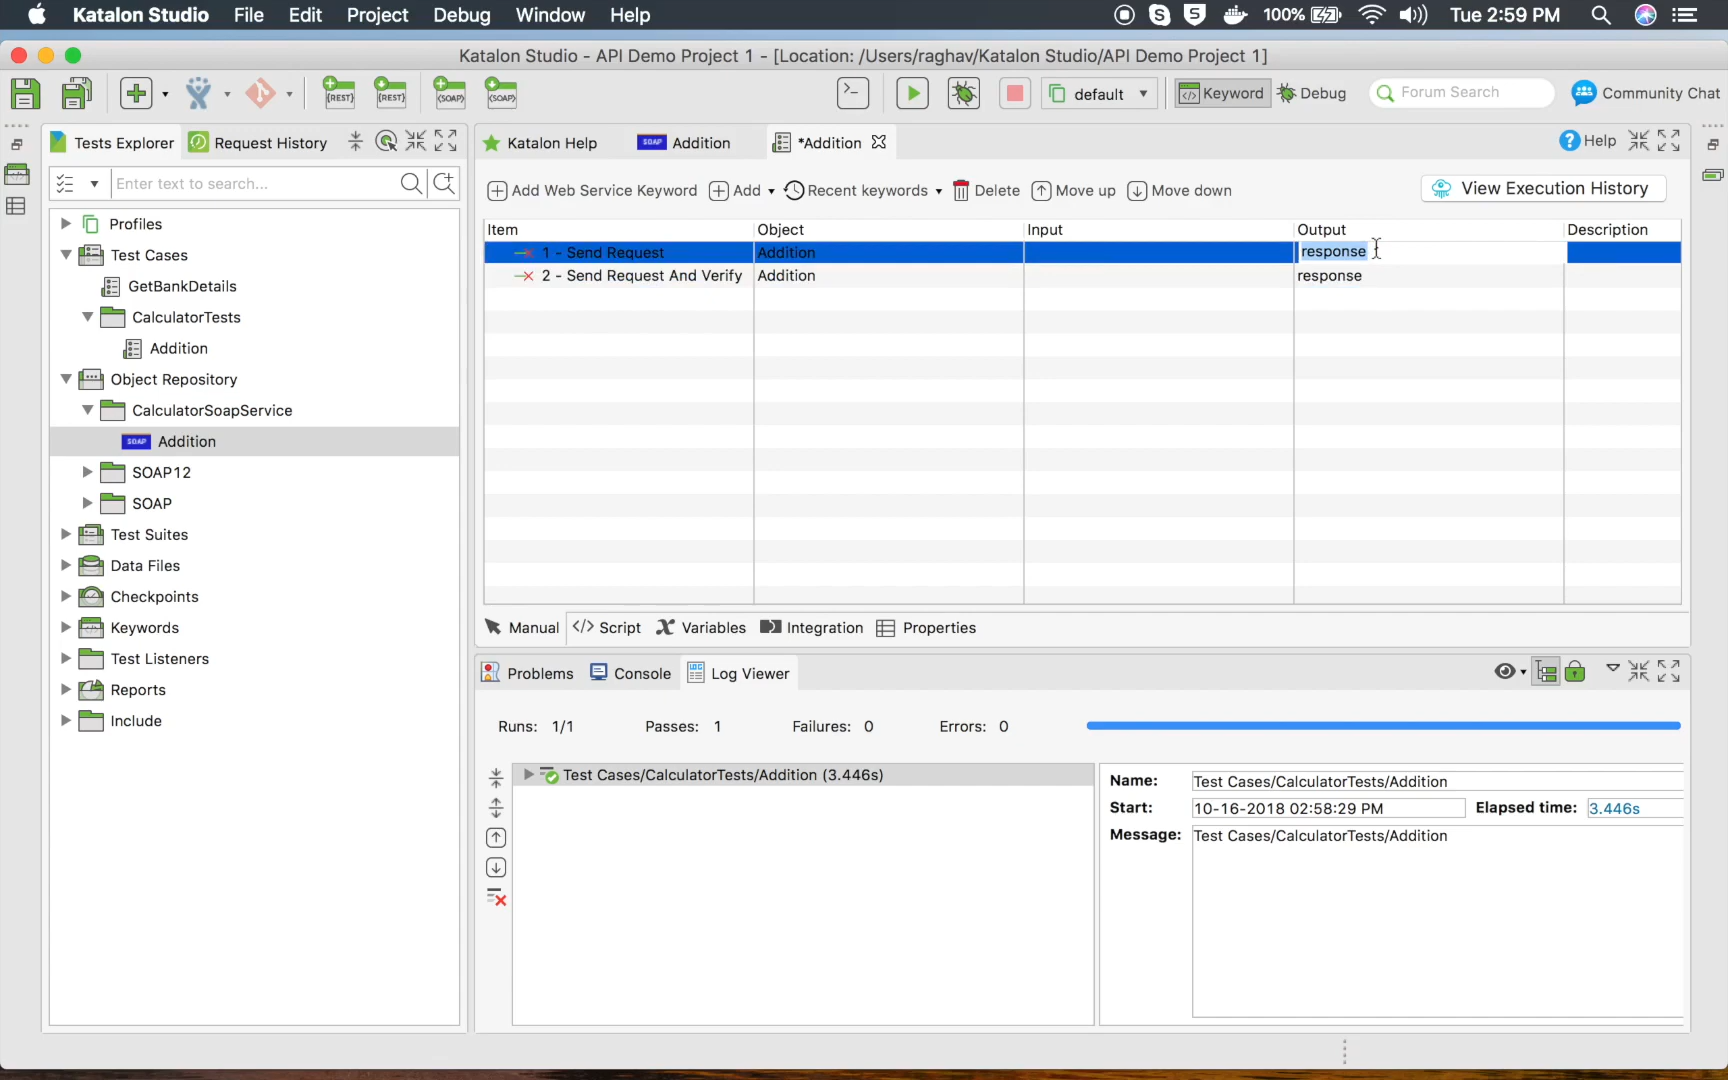 Katalon Studio File Edit Project Debug Window Help 100% Tue 2:59 PM
Katalon Studio - API Demo Project 1 - [Location: /Users/raghav/Katalon Studio/API Demo Project 1]
REST REST SOAP SOAP default Keyword Debug Forum Search Community Chat
Tests Explorer Request History
Katalon Help SOAP Addition *Addition Help
Enter text to search...
Add Web Service Keyword Add Recent keywords Delete Move up Move down View Execution History
Item Object Input Output Description
1 - Send Request Addition response
2 - Send Request And Verify Addition response
Profiles
Test Cases
GetBankDetails
CalculatorTests
Addition
Object Repository
CalculatorSoapService
SOAP Addition
SOAP12
SOAP
Test Suites
Data Files
Checkpoints
Keywords
Test Listeners
Reports
Include
Manual Script Variables Integration Properties
Problems Console Log Viewer
Runs: 1/1 Passes: 1 Failures: 0 Errors: 0
Test Cases/CalculatorTests/Addition (3.446s)
Name: Test Cases/CalculatorTests/Addition
Start: 10-16-2018 02:58:29 PM Elapsed time: 3.446s
Message: Test Cases/CalculatorTests/Addition